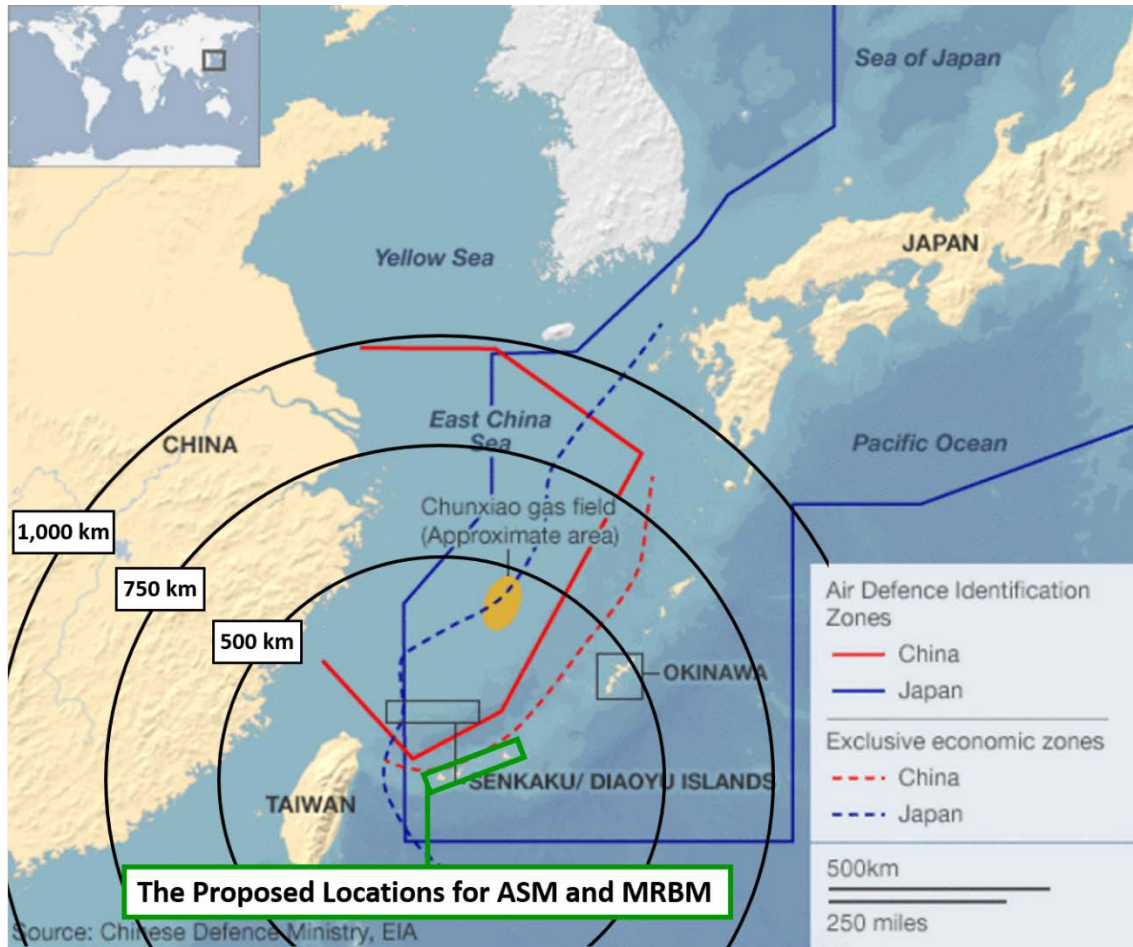 Sea of Japan
JAPAN
Yellow Sea
East China
Sea
CHINA
Pacific Ocean
Chunxiao gas field
(Approximate area)
1,000 km
750 km
500 km
OKINAWA
SENKAKU/ DIAOYU ISLANDS
TAIWAN
The Proposed Locations for ASM and MRBM
Source: Chinese Defence Ministry, EIA
Air Defence Identification
Zones
China
Japan
Exclusive economic zones
China
Japan
500km
250 miles